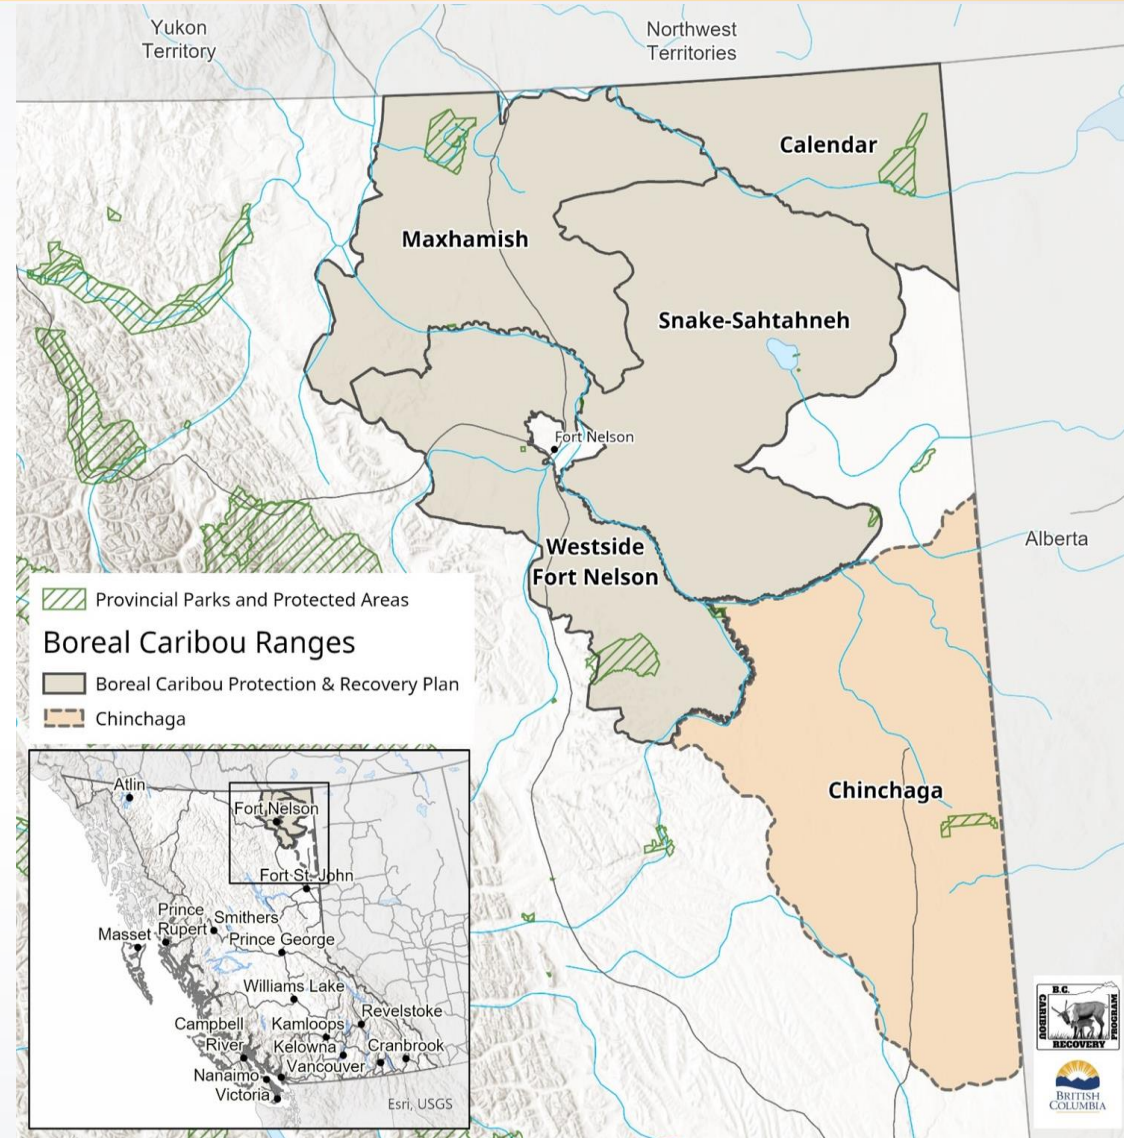 Yukon
Territory
Northwest
Territories
Calendar
Maxhamish
Snake-Sahtahneh
Fort Nelson
Westside
Fort Nelson
Alberta
Provincial Parks and Protected Areas
Boreal Caribou Ranges
Boreal Caribou Protection & Recovery Plan
Chinchaga
Chinchaga
Atlin
Fort Nelson
Fort St. John
Prince
Rupert
Smithers
Masset
Prince George
Williams Lake
Revelstoke
Campbell
River
Kamloops
Kelowna
Cranbrook
Vancouver
Nanaimo
Victoria
Esri, USGS
B.C.
CARIBOU
PROGRAM
RECOVERY
BRITISH
COLUMBIA